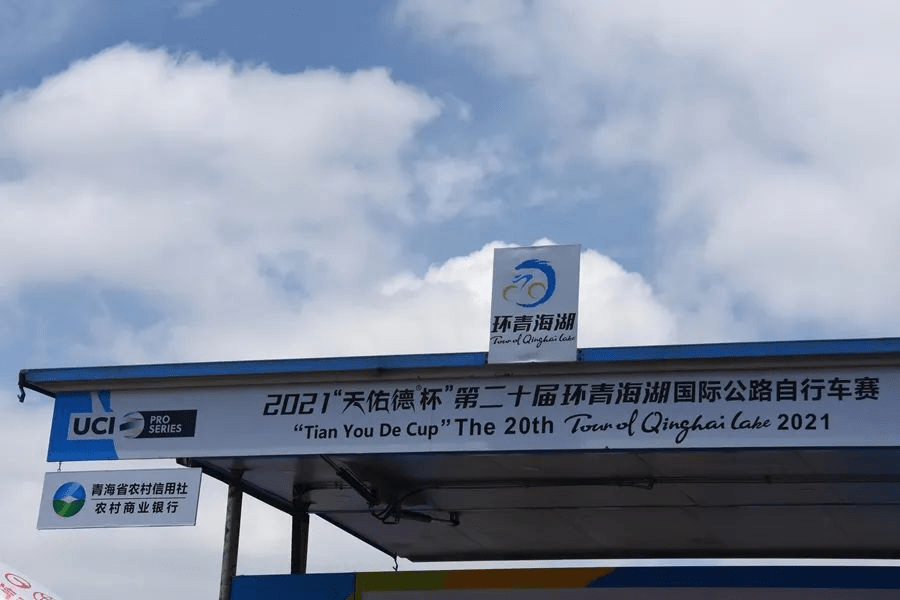 环青海湖
Tour of Qinghai Lake
2021“天佑德®杯”第二十届环青海湖国际公路自行车赛
“Tian You De Cup” The 20th Tour of Qinghai Lake 2021
UCI PRO
SERIES
青海省农村信用社
农村商业银行